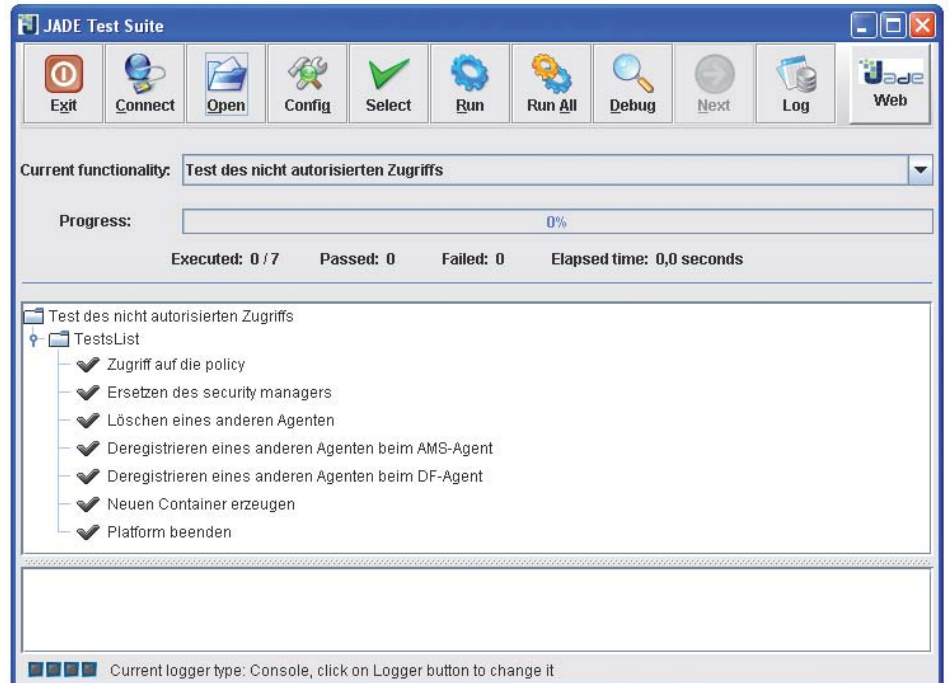 JADE Test Suite
Exit Connect Open Config Select Run Run All Debug Next Log Jade Web
Current functionality: Test des nicht autorisierten Zugriffs
Progress: 0%
Executed: 0 / 7 Passed: 0 Failed: 0 Elapsed time: 0,0 seconds
Test des nicht autorisierten Zugriffs
TestsList
Zugriff auf die policy
Ersetzen des security managers
Löschen eines anderen Agenten
Deregistrieren eines anderen Agenten beim AMS-Agent
Deregistrieren eines anderen Agenten beim DF-Agent
Neuen Container erzeugen
Platform beenden
Current logger type: Console, click on Logger button to change it